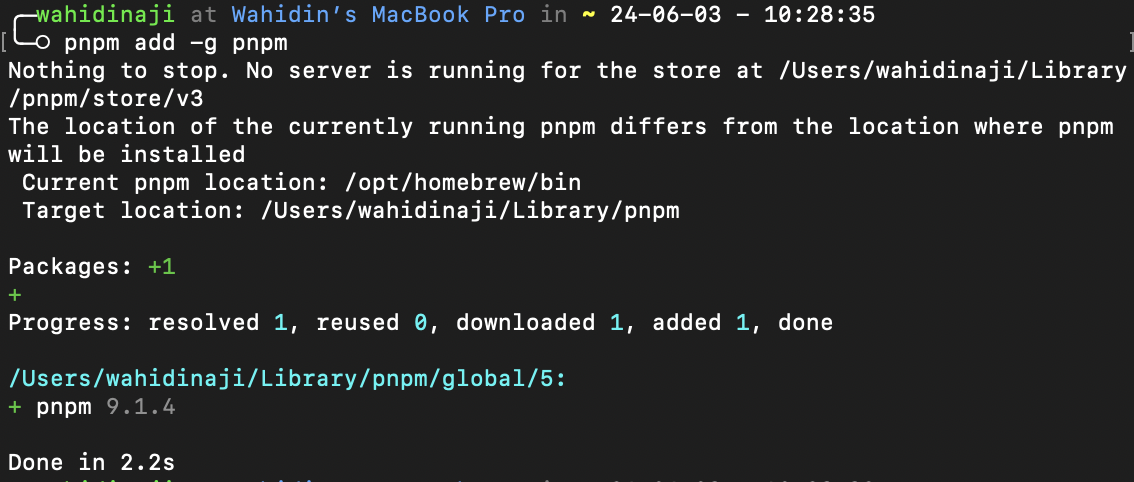 wahidinaji at Wahidin’s MacBook Pro in ~ 24-06-03 – 10:28:35
pnpm add -g pnpm
Nothing to stop. No server is running for the store at /Users/wahidinaji/Library
/pnpm/store/v3
The location of the currently running pnpm differs from the location where pnpm
will be installed
 Current pnpm location: /opt/homebrew/bin
 Target location: /Users/wahidinaji/Library/pnpm
Packages: +1
+
Progress: resolved 1, reused 0, downloaded 1, added 1, done
/Users/wahidinaji/Library/pnpm/global/5:
+ pnpm 9.1.4
Done in 2.2s